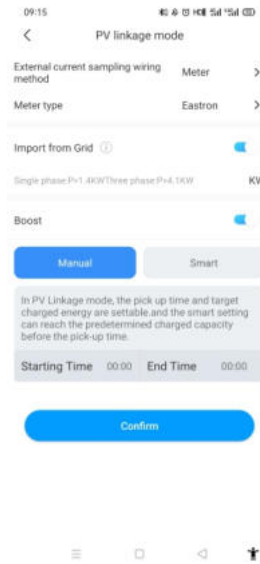 09:15
PV linkage mode
External current sampling wiring
method
Meter
Meter type
Eastron
Import from Grid
Single phase:P>1.4KWThree phase:P>4.1KW
KW
Boost
Manual
Smart
In PV Linkage mode, the pick up time and target
charged energy are settable.and the smart setting
can reach the predetermined charged capacity
before the pick-up time.
Starting Time 00:00 End Time 00:00
Confirm